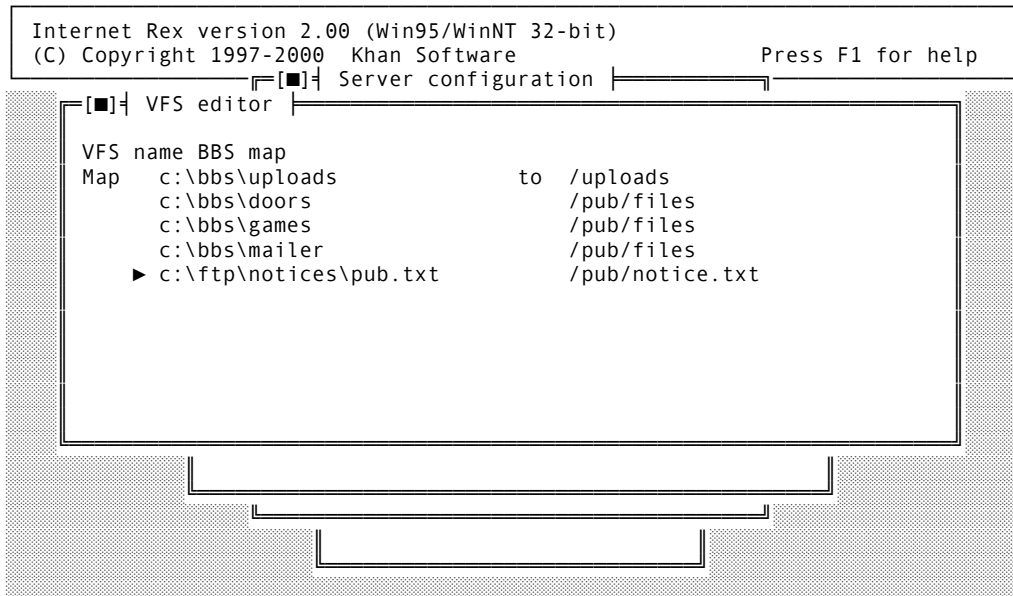 Internet Rex version 2.00 (Win95/WinNT 32-bit)
(C) Copyright 1997-2000 Khan Software Press F1 for help
[■] Server configuration
[■] VFS editor
VFS name BBS map
Map c:\bbs\uploads to /uploads
c:\bbs\doors /pub/files
c:\bbs\games /pub/files
c:\bbs\mailer /pub/files
► c:\ftp\notices\pub.txt /pub/notice.txt